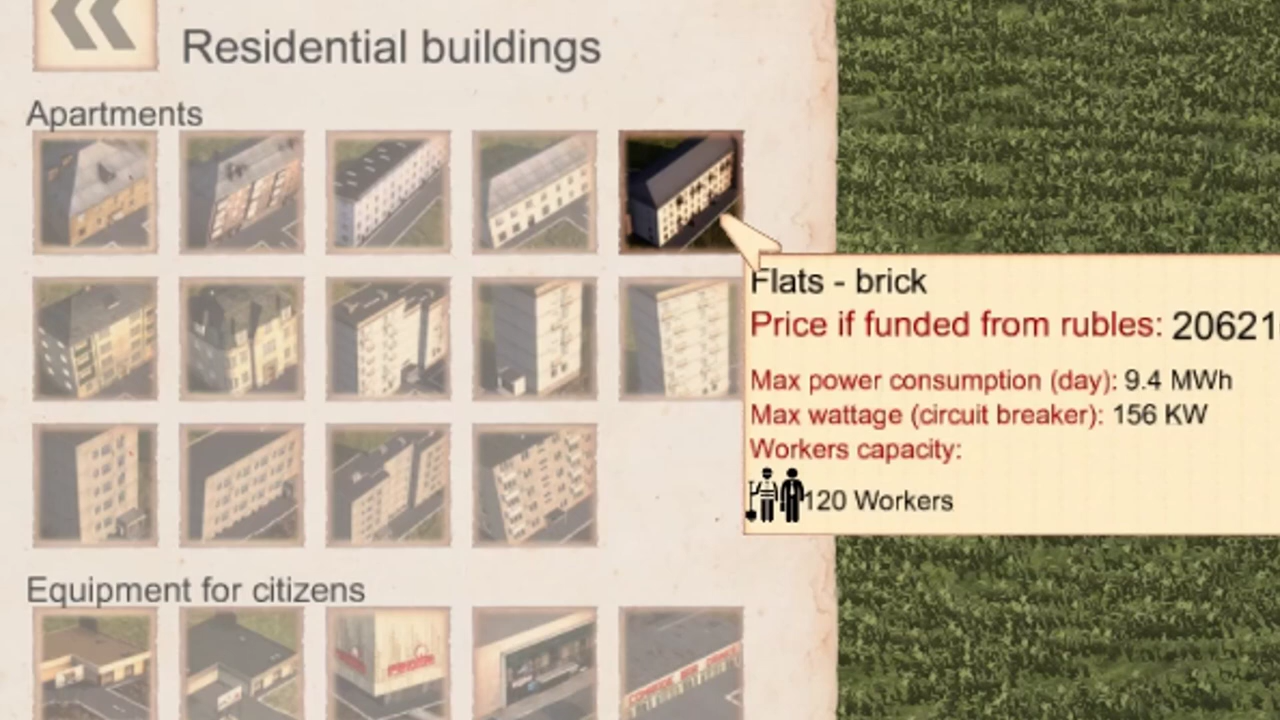 Residential buildings
Apartments
Flats - brick
Price if funded from rubles: 20621
Max power consumption (day): 9.4 MWh
Max wattage (circuit breaker): 156 KW
Workers capacity:
120 Workers
Equipment for citizens